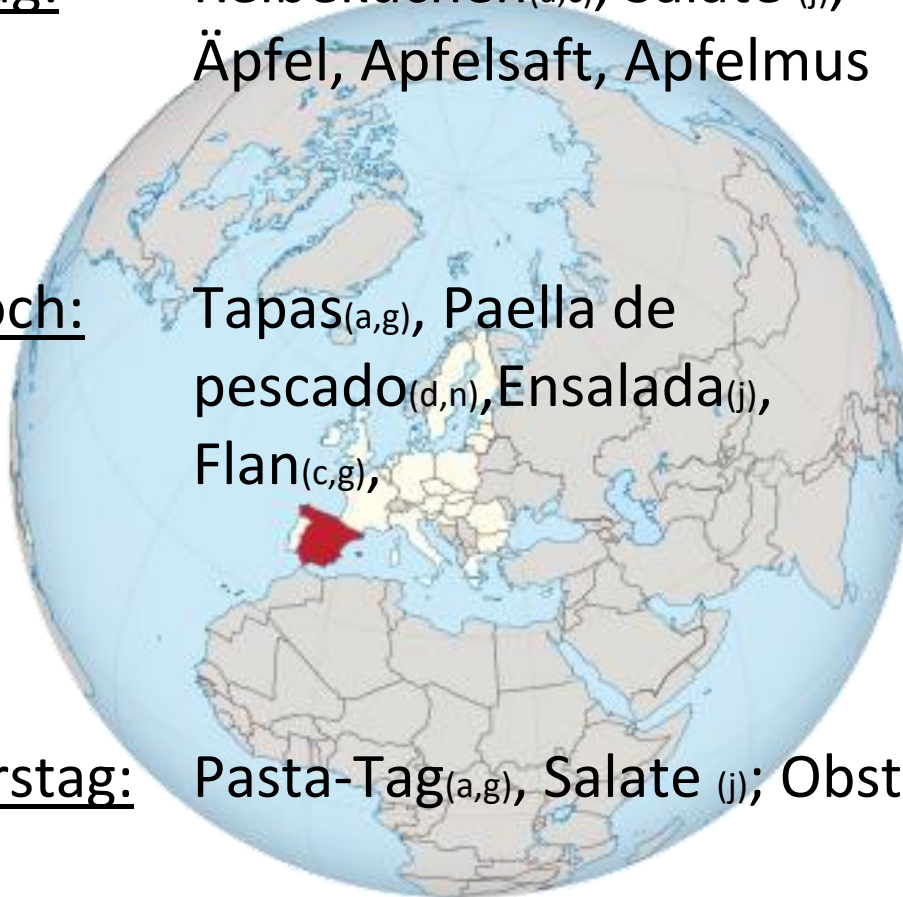 Äpfel, Apfelsaft, Apfelmus
Tapas(a,g), Paella de
pescado(d,n),Ensalada(j),
Flan(c,g),
Pasta-Tag(a,g), Salate (j); Obst